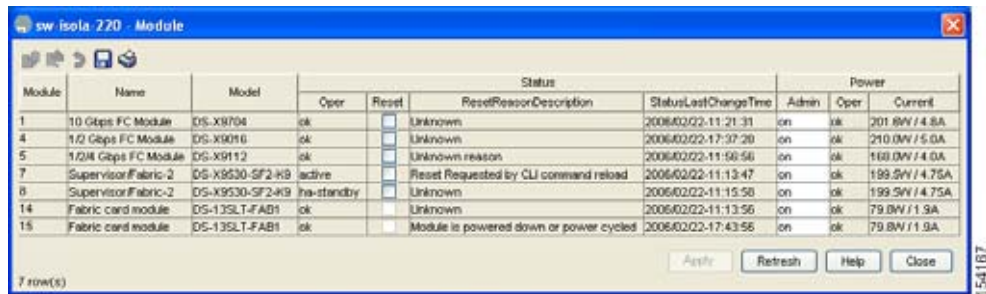 sw-isola-220 - Module
Status Power
Module Name Model Oper Reset ResetReasonDescription StatusLastChangeTime Admin Oper Current
1 10 Gbps FC Module DS-X9704 ok Unknown 2006/02/22-11:21:31 on ok 201.6W / 4.8A
4 1/2 Gbps FC Module DS-X9016 ok Unknown 2006/02/22-17:37:28 on ok 210.0W / 5.0A
5 1/2/4 Gbps FC Module DS-X9112 ok Unknown reason 2006/02/22-11:56:56 on ok 168.0W / 4.0A
7 Supervisor/Fabric-2 DS-X9530-SF2-K9 active Reset Requested by CLI command reload 2006/02/22-11:13:47 on ok 199.5W / 4.75A
8 Supervisor/Fabric-2 DS-X9530-SF2-K9 ha-standby Unknown 2006/02/22-11:15:58 on ok 199.5W / 4.75A
14 Fabric card module DS-13SLT-FAB1 ok Unknown 2006/02/22-11:13:56 on ok 79.8W / 1.9A
15 Fabric card module DS-13SLT-FAB1 ok Module is powered down or power cycled 2006/02/22-17:43:56 on ok 79.8W / 1.9A
Apply Refresh Help Close
7 row(s)
154167